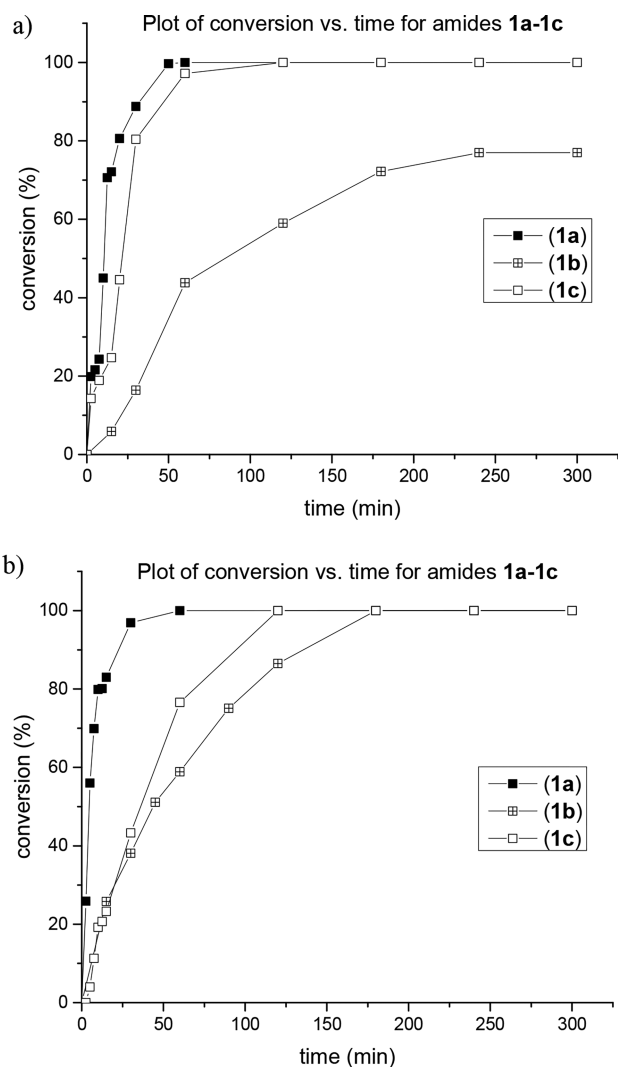 a)
Plot of conversion vs. time for amides 1a-1c
100
80
60
40
20
0
conversion (%)
(1a)
(1b)
(1c)
0 50 100 150 200 250 300
time (min)
b)
Plot of conversion vs. time for amides 1a-1c
100
80
60
40
20
0
conversion (%)
(1a)
(1b)
(1c)
0 50 100 150 200 250 300
time (min)